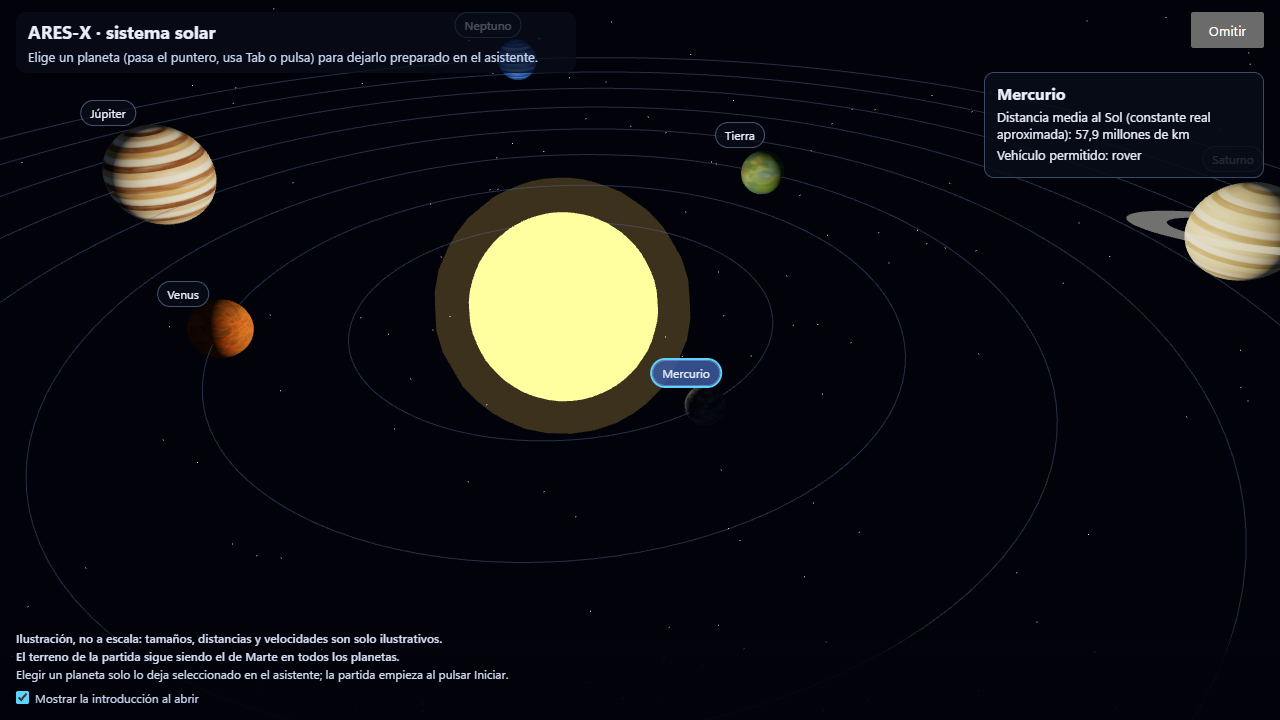 ARES-X · sistema solar
Elige un planeta (pasa el puntero, usa Tab o pulsa) para dejarlo preparado en el asistente.
Neptuno
Omitir
Mercurio
Distancia media al Sol (constante real
aproximada): 57,9 millones de km
Vehículo permitido: rover
Saturno
Júpiter
Tierra
Venus
Mercurio
Ilustración, no a escala: tamaños, distancias y velocidades son solo ilustrativos.
El terreno de la partida sigue siendo el de Marte en todos los planetas.
Elegir un planeta solo lo deja seleccionado en el asistente; la partida empieza al pulsar Iniciar.
Mostrar la introducción al abrir